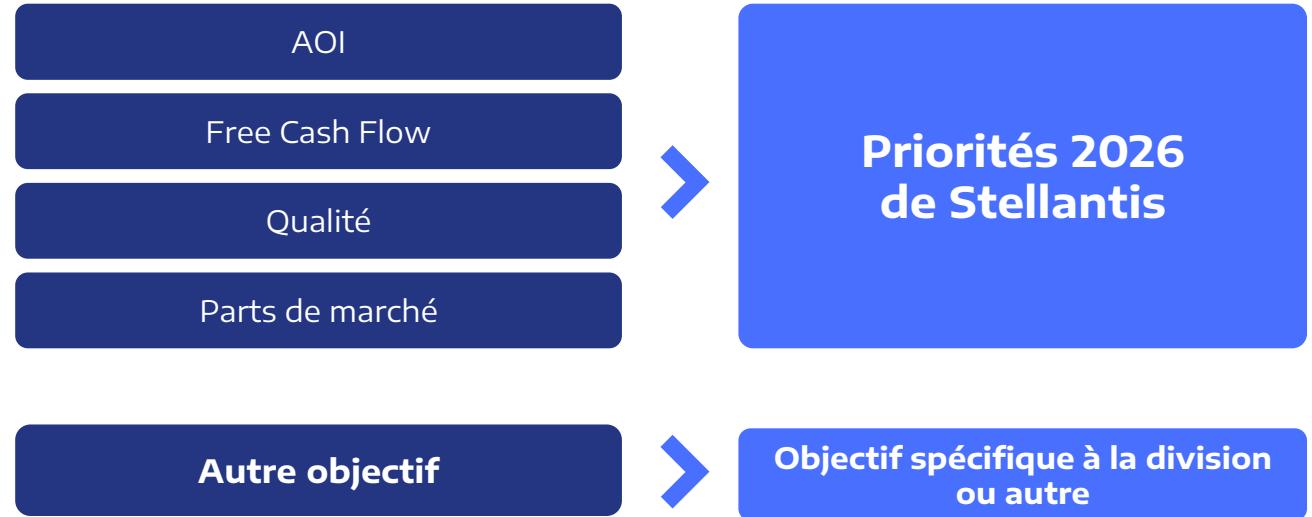 AOI
Free Cash Flow
Qualité
Parts de marché
Priorités 2026
de Stellantis
Autre objectif
Objectif spécifique à la division
ou autre